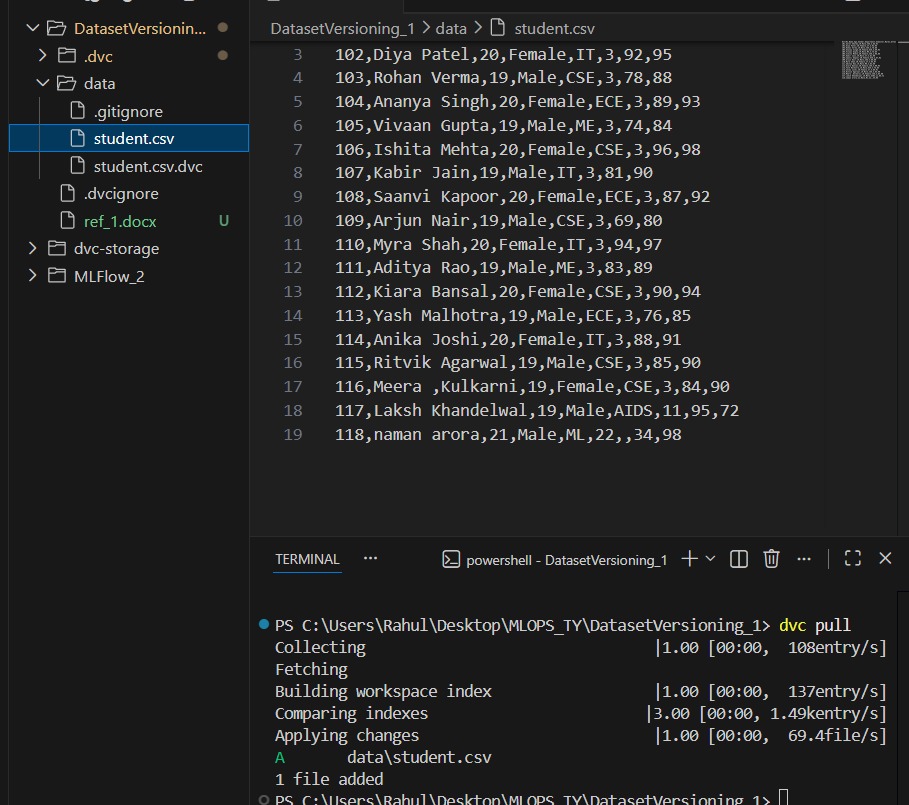 DatasetVersionin...
.dvc
data
.gitignore
student.csv
student.csv.dvc
.dvcignore
ref_1.docx U
dvc-storage
MLFlow_2
DatasetVersioning_1 > data > student.csv
3 102,Diya Patel,20,Female,IT,3,92,95
4 103,Rohan Verma,19,Male,CSE,3,78,88
5 104,Ananya Singh,20,Female,ECE,3,89,93
6 105,Vivaan Gupta,19,Male,ME,3,74,84
7 106,Ishita Mehta,20,Female,CSE,3,96,98
8 107,Kabir Jain,19,Male,IT,3,81,90
9 108,Saanvi Kapoor,20,Female,ECE,3,87,92
10 109,Arjun Nair,19,Male,CSE,3,69,80
11 110,Myra Shah,20,Female,IT,3,94,97
12 111,Aditya Rao,19,Male,ME,3,83,89
13 112,Kiara Bansal,20,Female,CSE,3,90,94
14 113,Yash Malhotra,19,Male,ECE,3,76,85
15 114,Anika Joshi,20,Female,IT,3,88,91
16 115,Ritvik Agarwal,19,Male,CSE,3,85,90
17 116,Meera ,Kulkarni,19,Female,CSE,3,84,90
18 117,Laksh Khandelwal,19,Male,AIDS,11,95,72
19 118,naman arora,21,Male,ML,22,,34,98
TERMINAL ... powershell - DatasetVersioning_1
PS C:\Users\Rahul\Desktop\MLOPS_TY\DatasetVersioning_1> dvc pull
Collecting |1.00 [00:00, 108entry/s]
Fetching
Building workspace index |1.00 [00:00, 137entry/s]
Comparing indexes |3.00 [00:00, 1.49kentry/s]
Applying changes |1.00 [00:00, 69.4file/s]
A data\student.csv
1 file added
PS C:\Users\Rahul\Desktop\MLOPS_TY\DatasetVersioning_1>